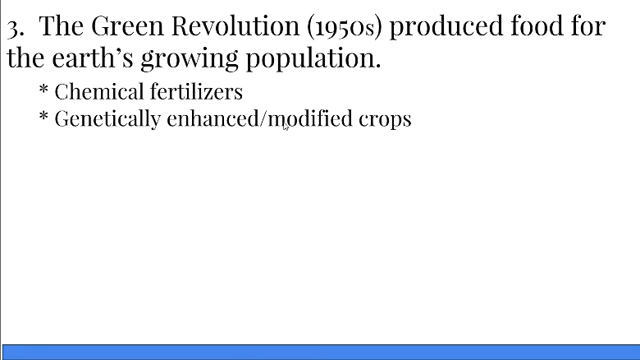 3. The Green Revolution (1950s) produced food for
the earth’s growing population.
* Chemical fertilizers
* Genetically enhanced/modified crops